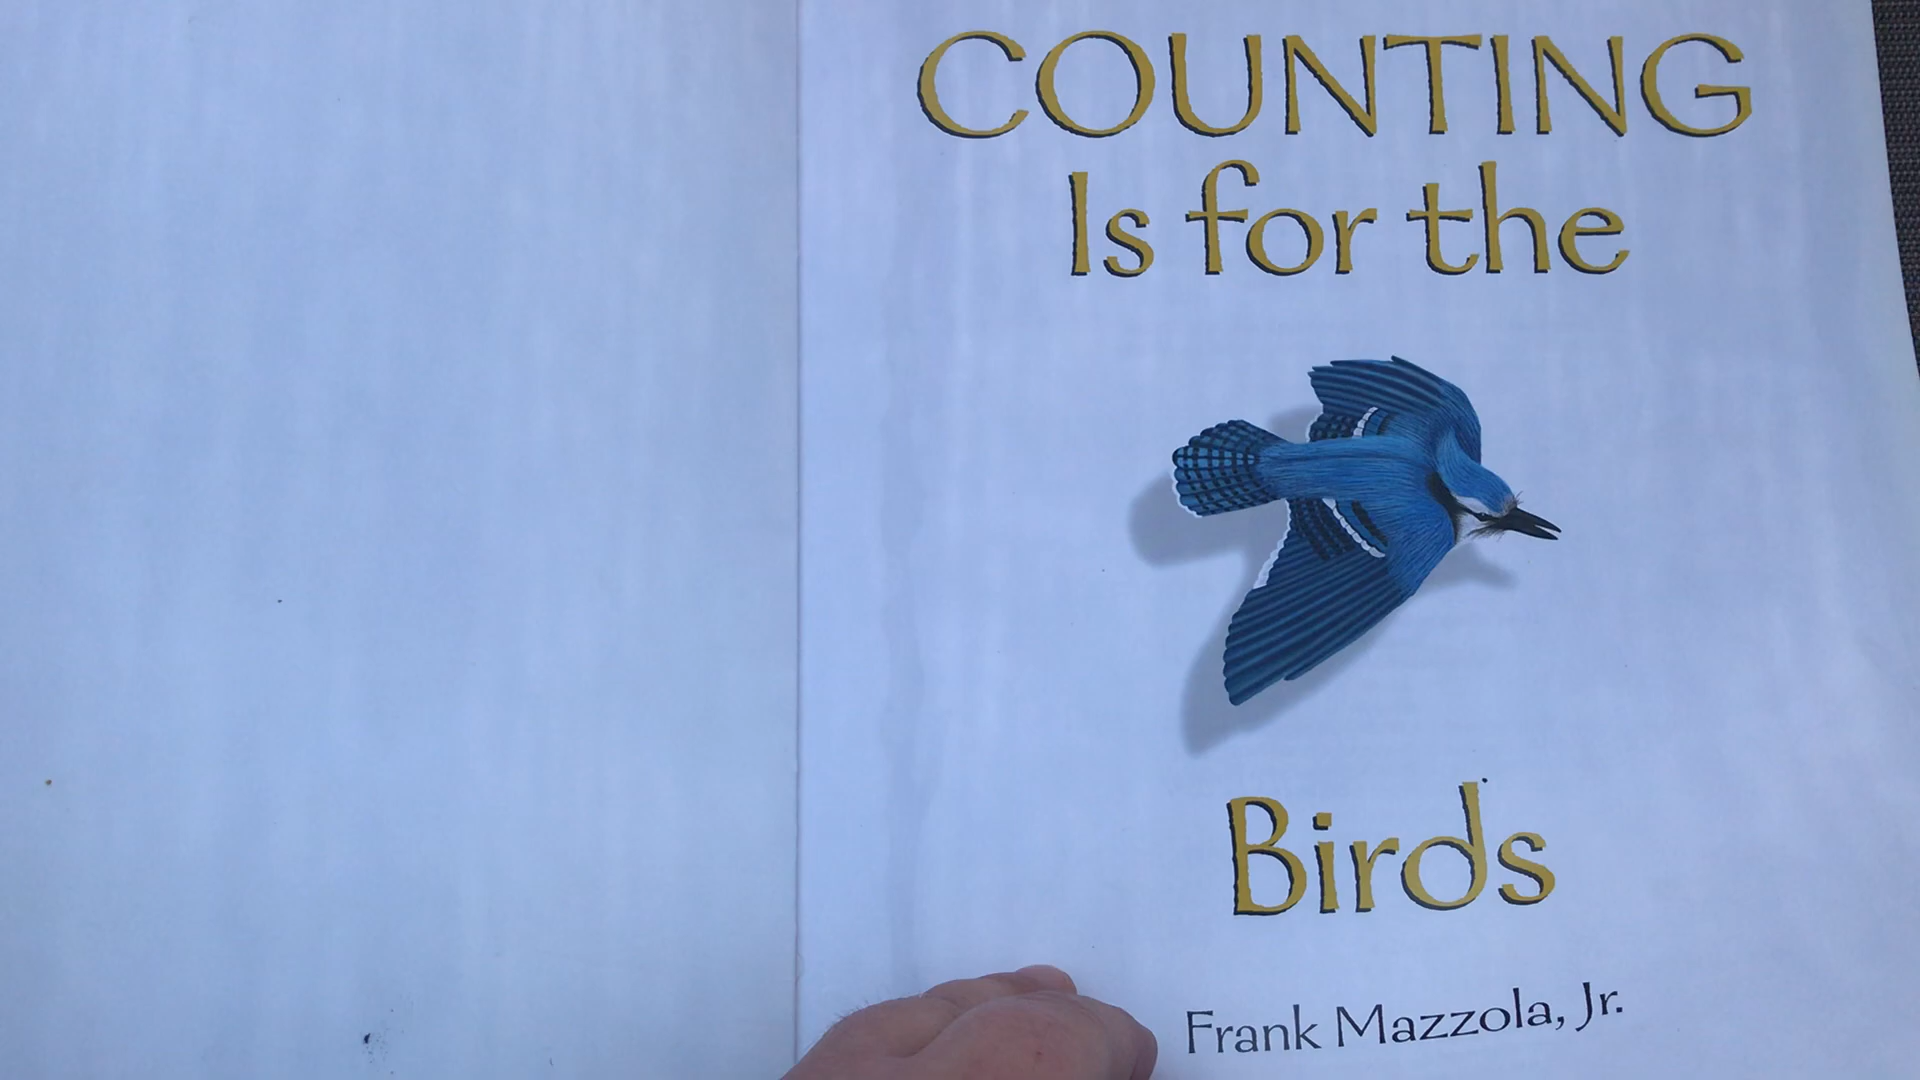 COUNTING
Is for the
Birds
Frank Mazzola, Jr.